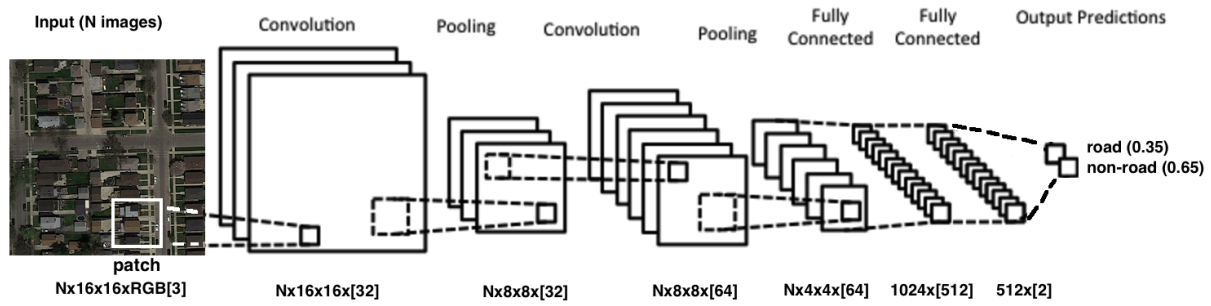 Input (N images)
Convolution
Pooling
Convolution
Pooling
Fully
Connected
Fully
Connected
Output Predictions
road (0.35)
non-road (0.65)
patch
Nx16x16xRGB[3]
Nx16x16x[32]
Nx8x8x[32]
Nx8x8x[64]
Nx4x4x[64]
1024x[512]
512x[2]